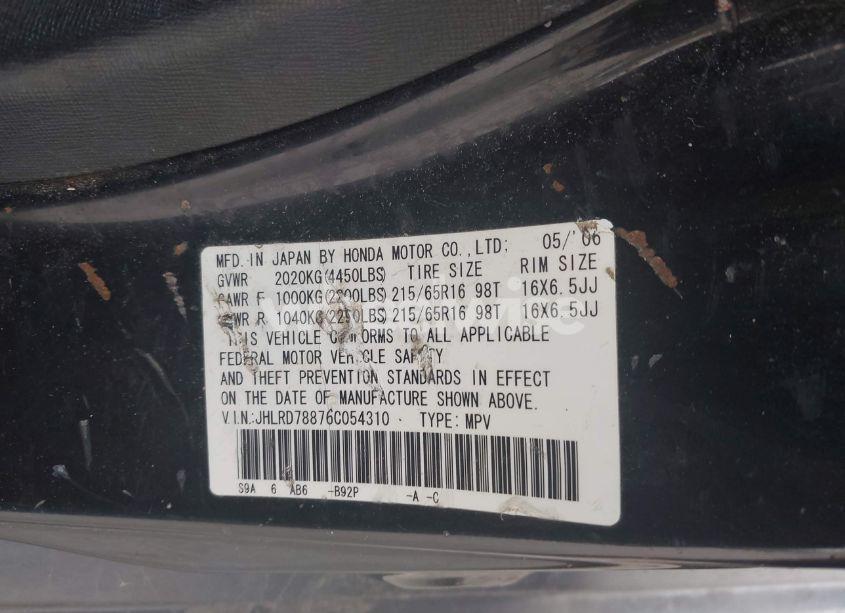 MFD. IN JAPAN BY HONDA MOTOR CO., LTD: 05/'06
GVWR 2020KG(4450LBS) TIRE SIZE RIM SIZE
GAWR F 1000KG(2200LBS) 215/65R16 98T 16X6.5JJ
GAWR R 1040KG(2290LBS) 215/65R16 98T 16X6.5JJ
THIS VEHICLE CONFORMS TO ALL APPLICABLE
FEDERAL MOTOR VEHICLE SAFETY
AND THEFT PREVENTION STANDARDS IN EFFECT
ON THE DATE OF MANUFACTURE SHOWN ABOVE.
V.I.N.:JHLRD78876C054310 · TYPE: MPV
S9A 6 AB6 -B92P -A -C